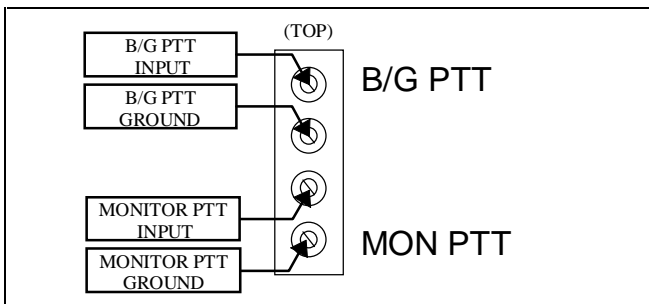 (TOP)
B/G PTT
INPUT
B/G PTT
GROUND
B/G PTT
MONITOR PTT
INPUT
MONITOR PTT
GROUND
MON PTT